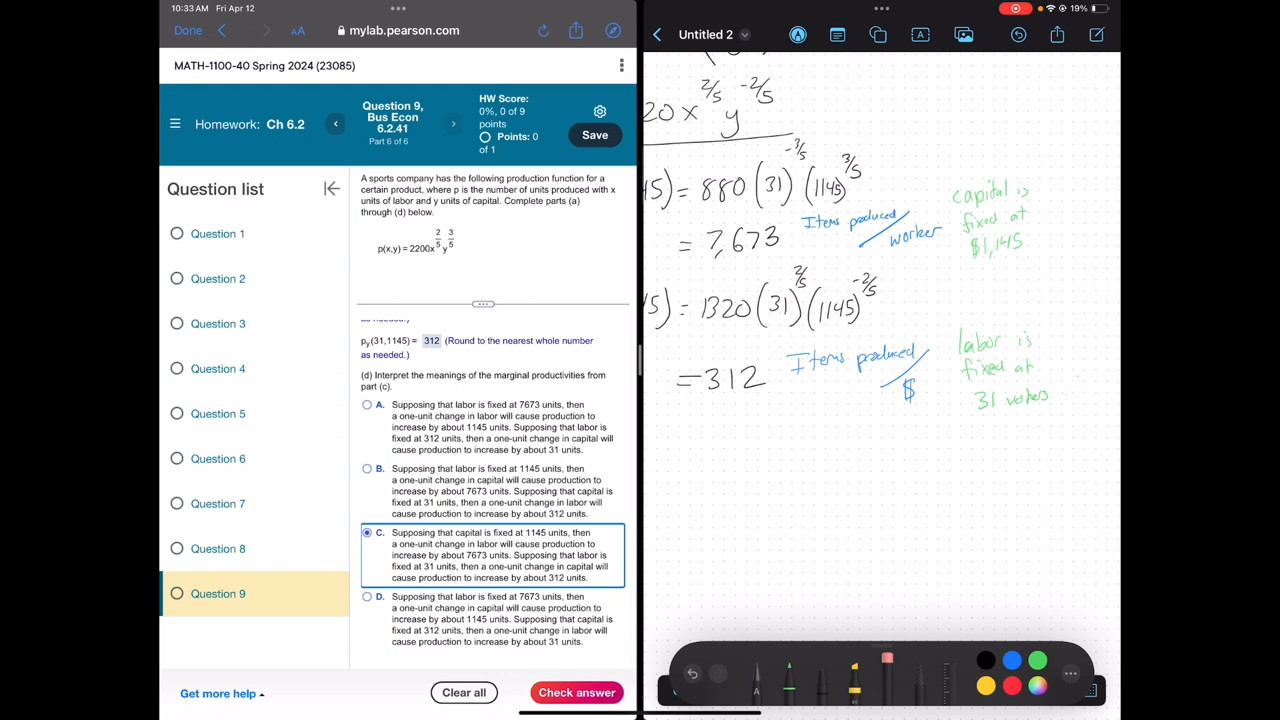 10:33 AM Fri Apr 12
Done
AA
mylab.pearson.com
MATH-1100-40 Spring 2024 (23085)
Homework: Ch 6.2
Question 9,
Bus Econ
6.2.41
Part 6 of 6
HW Score:
0%, 0 of 9
points
Points: 0
of 1
Save
Question list
Question 1
Question 2
Question 3
Question 4
Question 5
Question 6
Question 7
Question 8
Question 9
A sports company has the following production function for a
certain product, where p is the number of units produced with x
units of labor and y units of capital. Complete parts (a)
through (d) below.
p(x,y) = 2200x^(2/5) y^(3/5)
as needed.)
p_y(31,1145) = 312 (Round to the nearest whole number
as needed.)
(d) Interpret the meanings of the marginal productivities from
part (c).
A. Supposing that labor is fixed at 7673 units, then
a one-unit change in labor will cause production to
increase by about 1145 units. Supposing that labor is
fixed at 312 units, then a one-unit change in capital will
cause production to increase by about 31 units.
B. Supposing that labor is fixed at 1145 units, then
a one-unit change in capital will cause production to
increase by about 7673 units. Supposing that capital is
fixed at 31 units, then a one-unit change in labor will
cause production to increase by about 312 units.
C. Supposing that capital is fixed at 1145 units, then
a one-unit change in labor will cause production to
increase by about 7673 units. Supposing that labor is
fixed at 31 units, then a one-unit change in capital will
cause production to increase by about 312 units.
D. Supposing that labor is fixed at 7673 units, then
a one-unit change in capital will cause production to
increase by about 1145 units. Supposing that capital is
fixed at 312 units, then a one-unit change in labor will
cause production to increase by about 31 units.
Get more help
Clear all
Check answer
19%
Untitled 2
20 x^(2/5) y^(-2/5)
45) = 880 (31)^(-3/5) (1145)^(3/5)
= 7,673 Items produced / worker
capital is
fixed at
$1,145
45) = 1320 (31)^(2/5) (1145)^(-2/5)
= 312 Items produced / $
labor is
fixed at
31
A